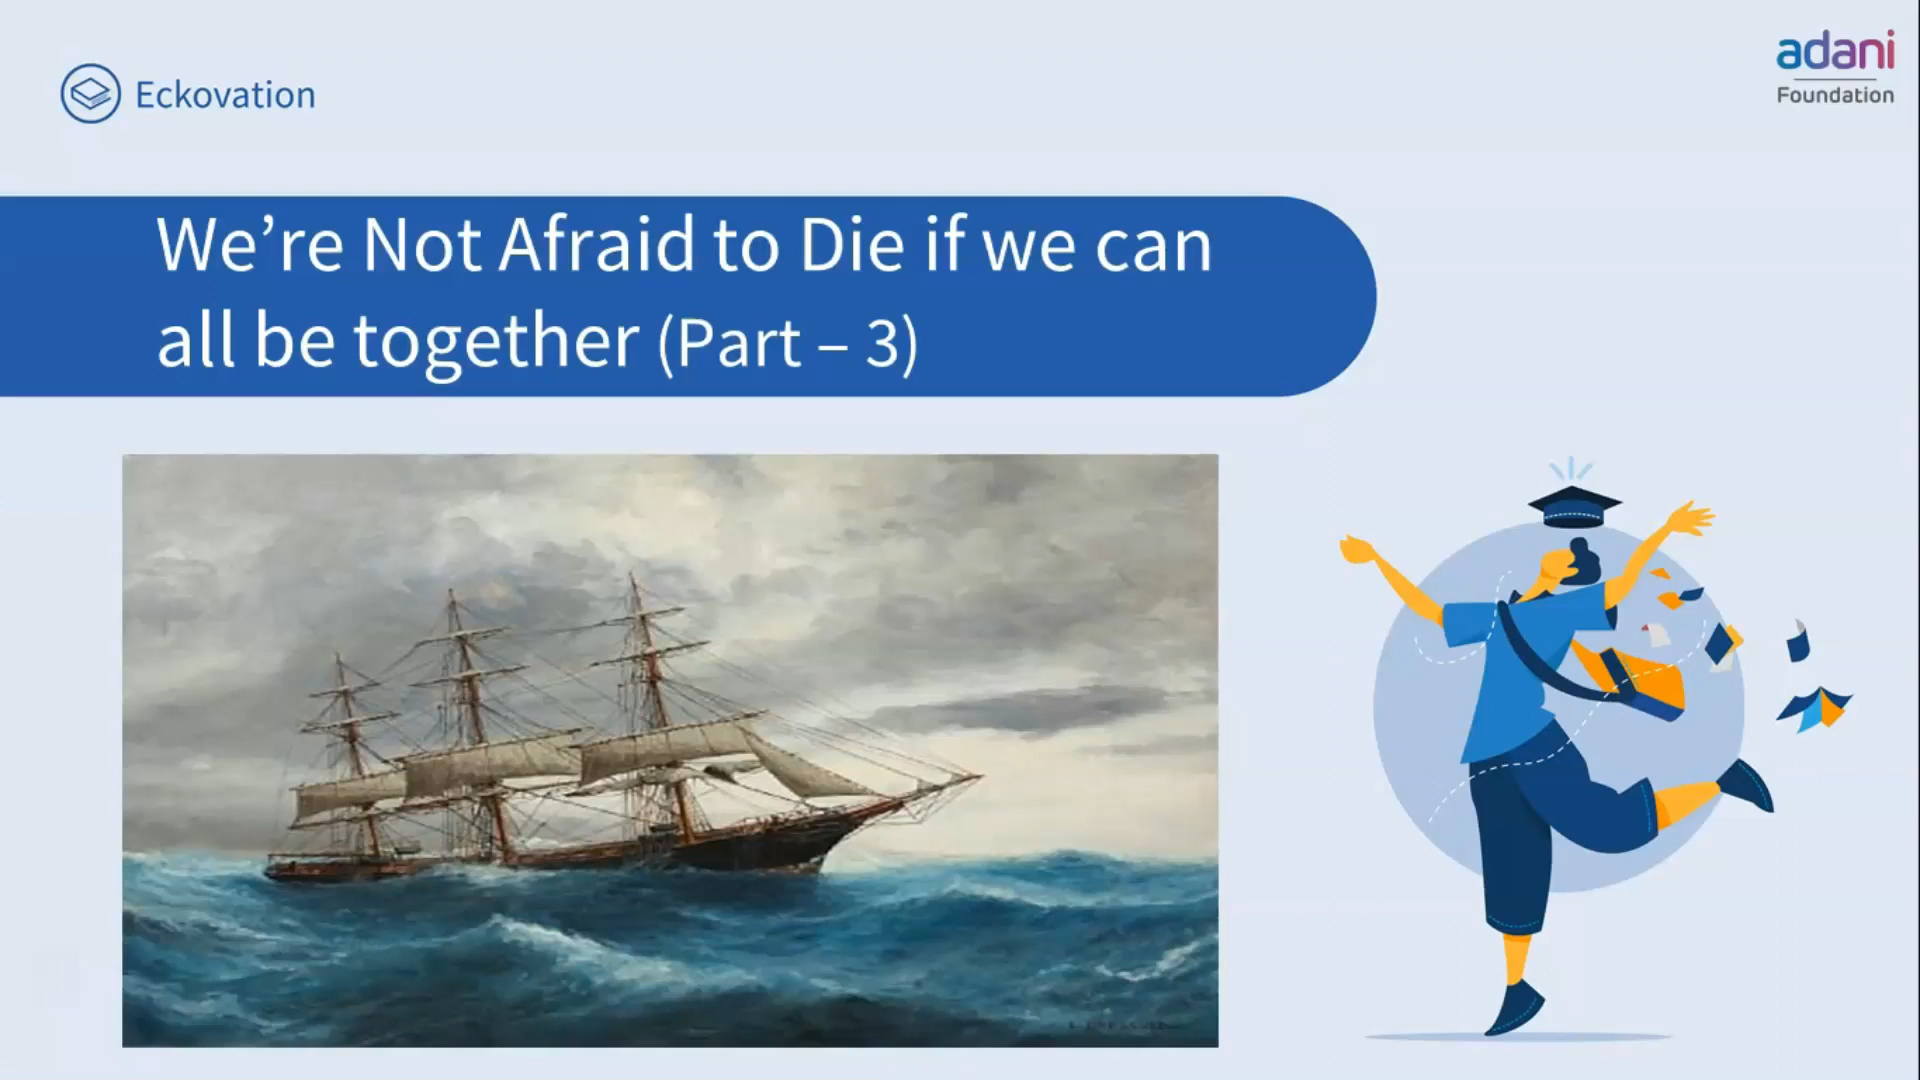 Eckovation
adani
Foundation
We’re Not Afraid to Die if we can
all be together (Part – 3)